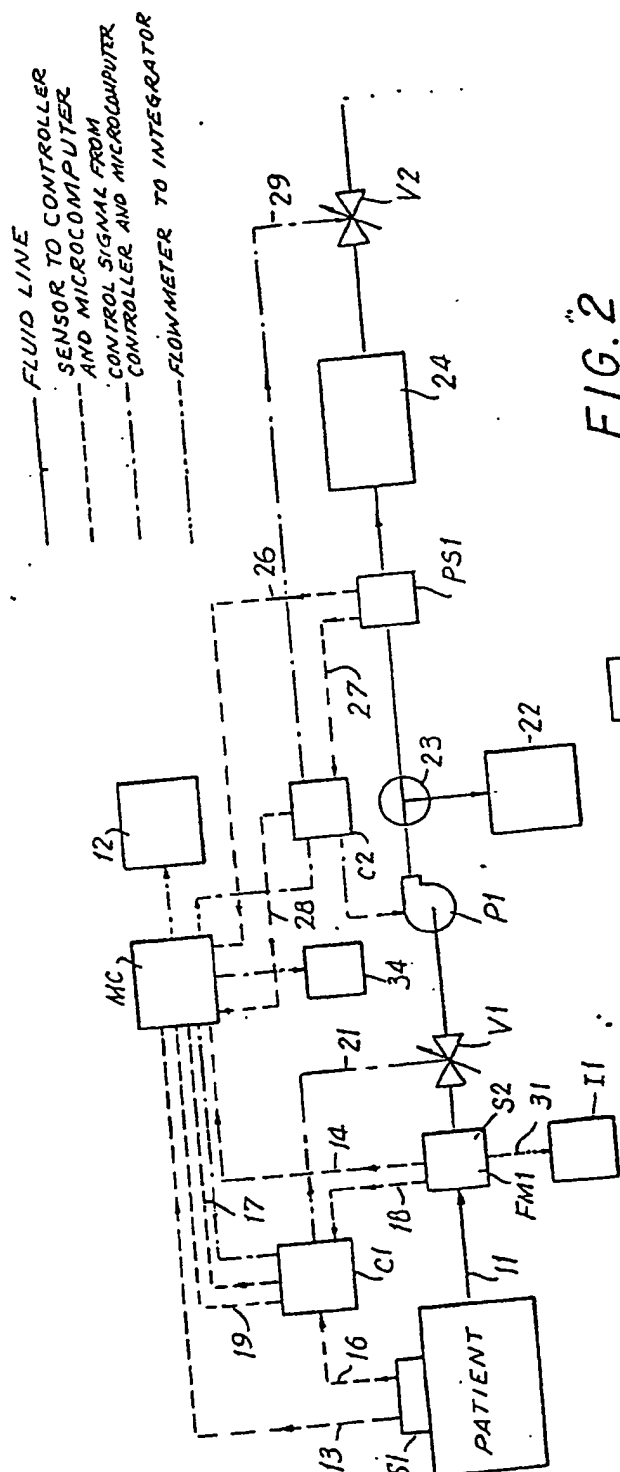 FLUID LINE
SENSOR TO CONTROLLER
AND MICROCOMPUTER
CONTROL SIGNAL FROM
CONTROLLER AND MICROCOMPUTER
FLOWMETER TO INTEGRATOR
29
V2
24
26
PS1
27
23
22
12
MC
28
C2
34
P1
21
V1
14
S2
17
18
31
FM1
I1
19
C1
16
11
13
S1
PATIENT
FIG. 2